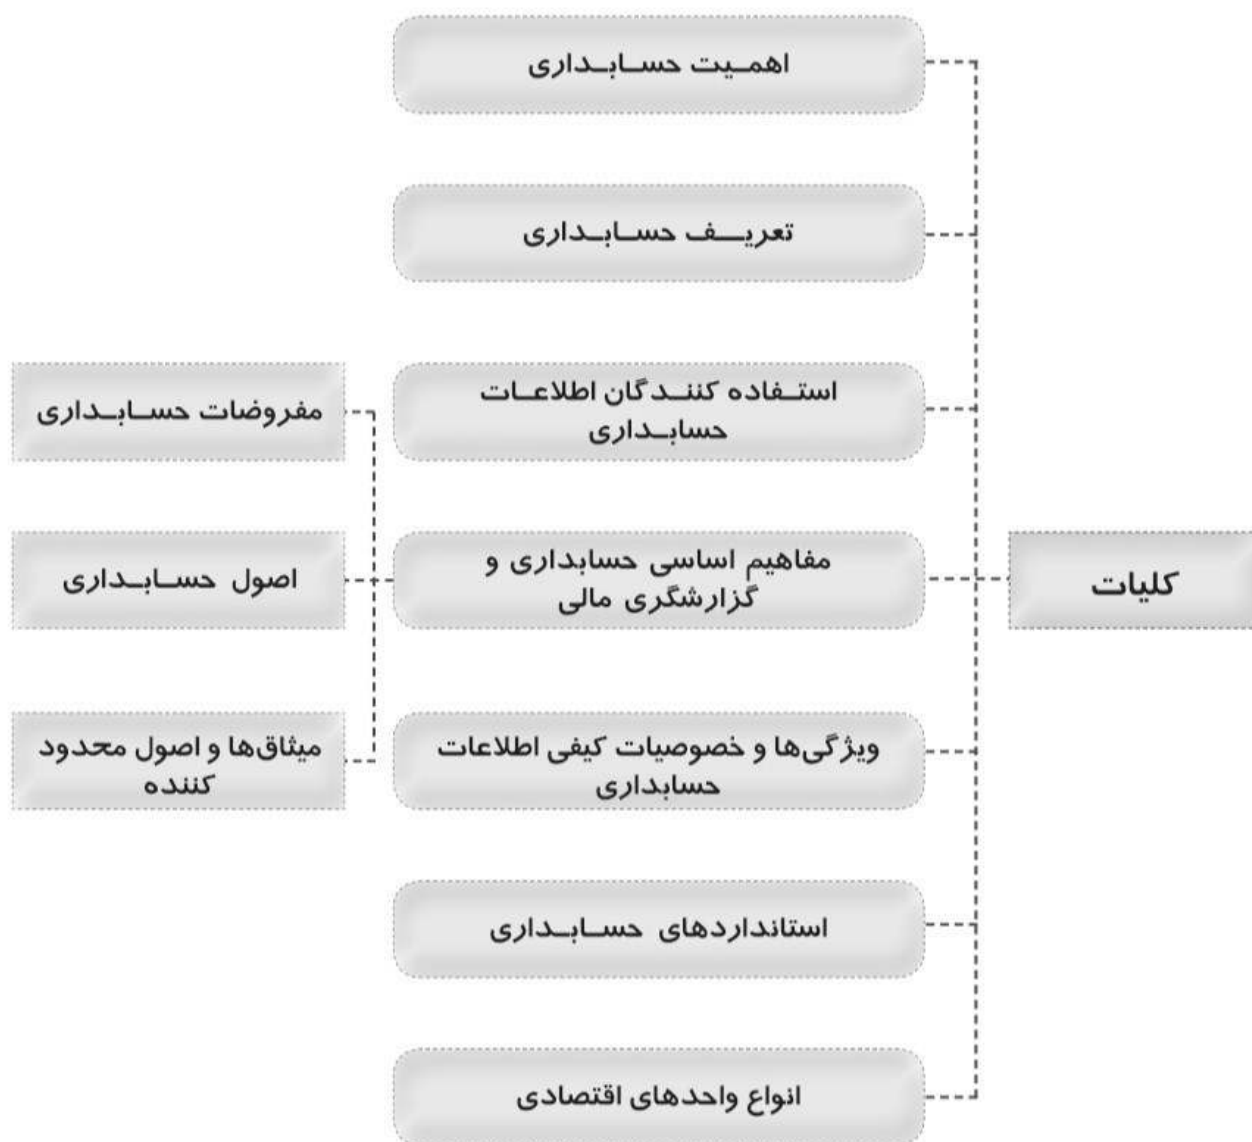 کلیات
اهمیت حسابداری
تعریف حسابداری
استفاده کنندگان اطلاعات
حسابداری
مفاهیم اساسی حسابداری و
گزارشگری مالی
ویژگی‌ها و خصوصیات کیفی اطلاعات
حسابداری
استانداردهای حسابداری
انواع واحدهای اقتصادی
مفروضات حسابداری
اصول حسابداری
میثاق‌ها و اصول محدود
کننده